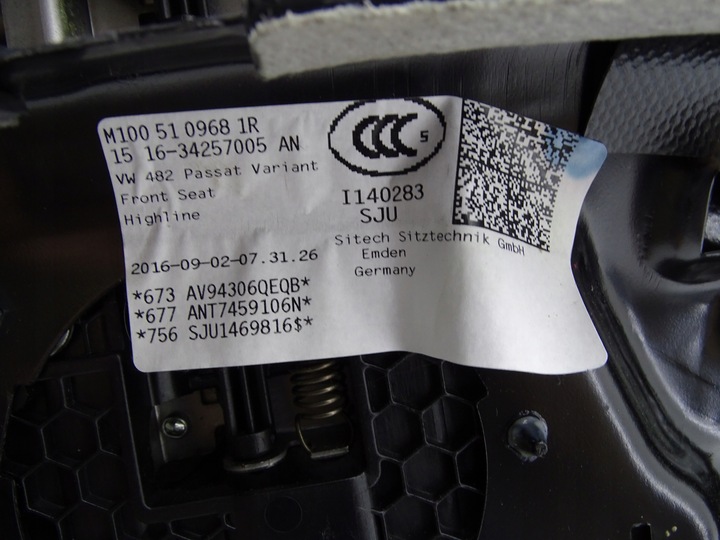 M100 51 0968 1R
15 16-34257005 AN
VW 482 Passat Variant
Front Seat
Highline
2016-09-02-07.31.26
*673 AV94306QEQB*
*677 ANT7459106N*
*756 SJU1469816$*
CCC S
I140283
SJU
Sitech Sitztechnik GmbH
Emden
Germany